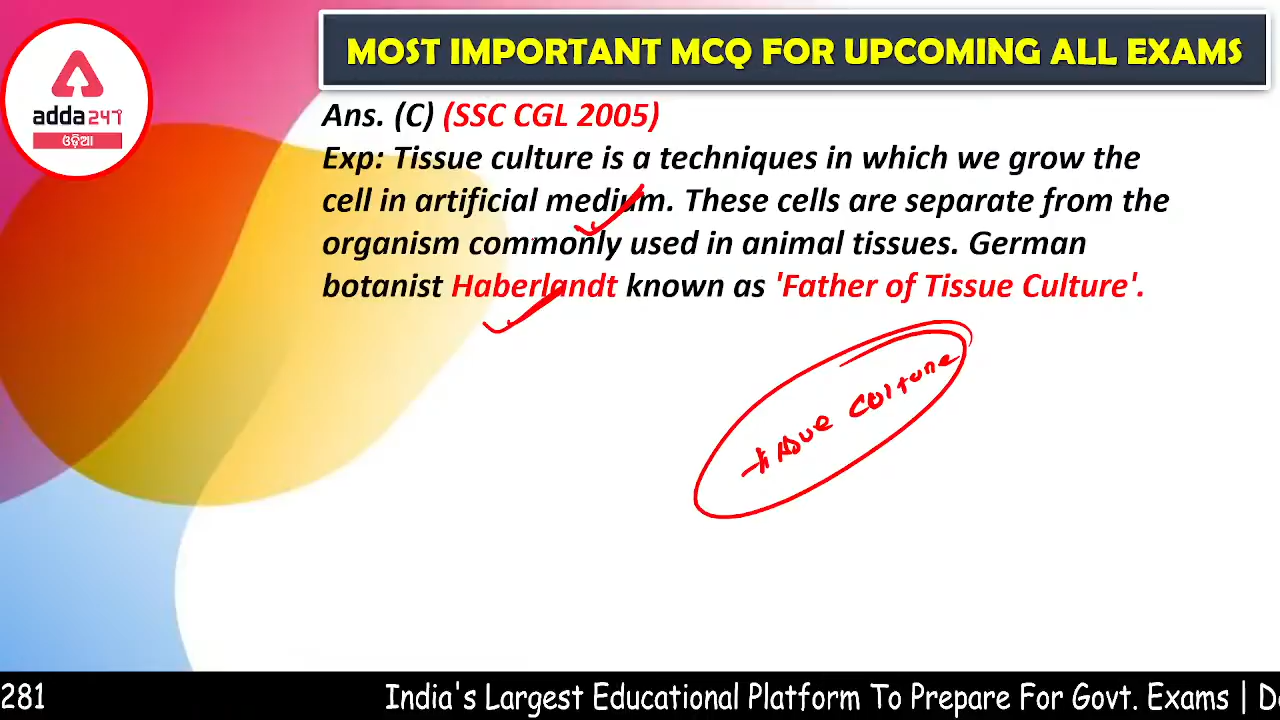 MOST IMPORTANT MCQ FOR UPCOMING ALL EXAMS
adda247
ଓଡ଼ିଆ
Ans. (C) (SSC CGL 2005)
Exp: Tissue culture is a techniques in which we grow the
cell in artificial medium. These cells are separate from the
organism commonly used in animal tissues. German
botanist Haberlandt known as 'Father of Tissue Culture'.
Tissue culture
281
India's Largest Educational Platform To Prepare For Govt. Exams | D